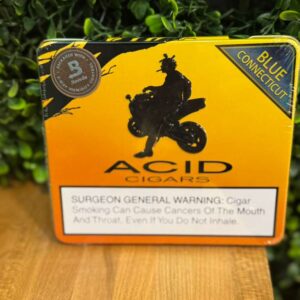 BLUE
CONNECTICUT
B
ACID
CIGARS
SURGEON GENERAL WARNING: Cigar
Smoking Can Cause Cancers Of The Mouth
And Throat, Even If You Do Not Inhale.